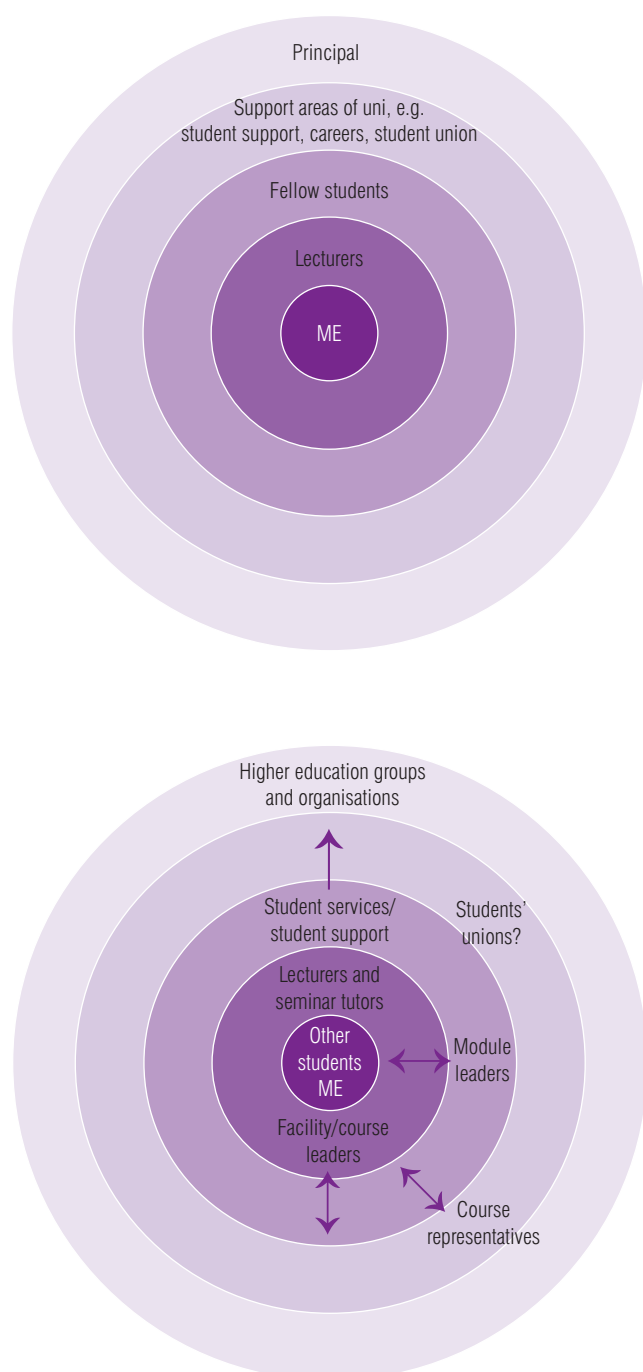 Principal
Support areas of uni, e.g.
student support, careers, student union
Fellow students
Lecturers
ME
Higher education groups
and organisations
Student services/
student support
Students’
unions?
Lecturers and
seminar tutors
Other
students
ME
Module
leaders
Facility/course
leaders
Course
representatives